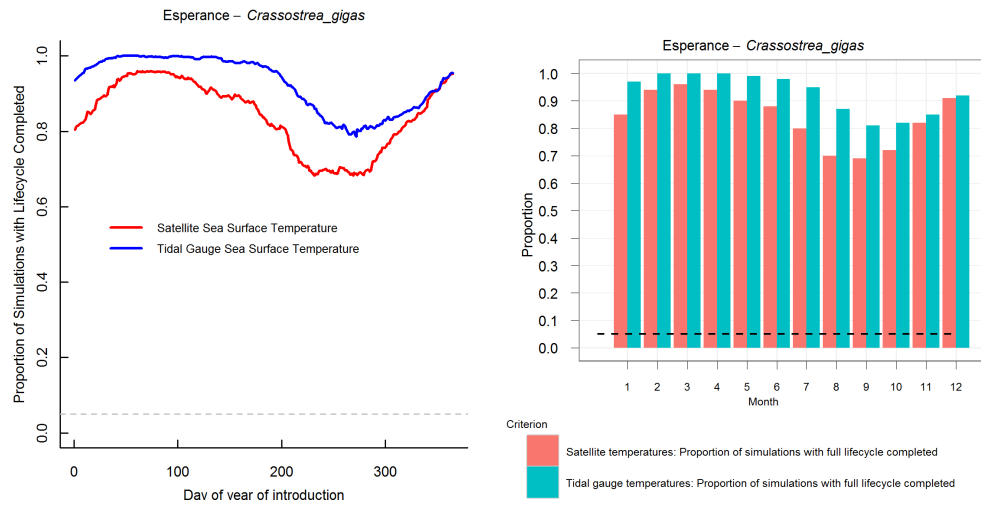 Esperance – Crassostrea_gigas
Proportion of Simulations with Lifecycle Completed
1.0
0.8
0.6
0.4
0.2
0.0
Satellite Sea Surface Temperature
Tidal Gauge Sea Surface Temperature
0 100 200 300
Day of year of introduction
Esperance – Crassostrea_gigas
Proportion
1.0
0.9
0.8
0.7
0.6
0.5
0.4
0.3
0.2
0.1
0.0
1 2 3 4 5 6 7 8 9 10 11 12
Month
Criterion
Satellite temperatures: Proportion of simulations with full lifecycle completed
Tidal gauge temperatures: Proportion of simulations with full lifecycle completed